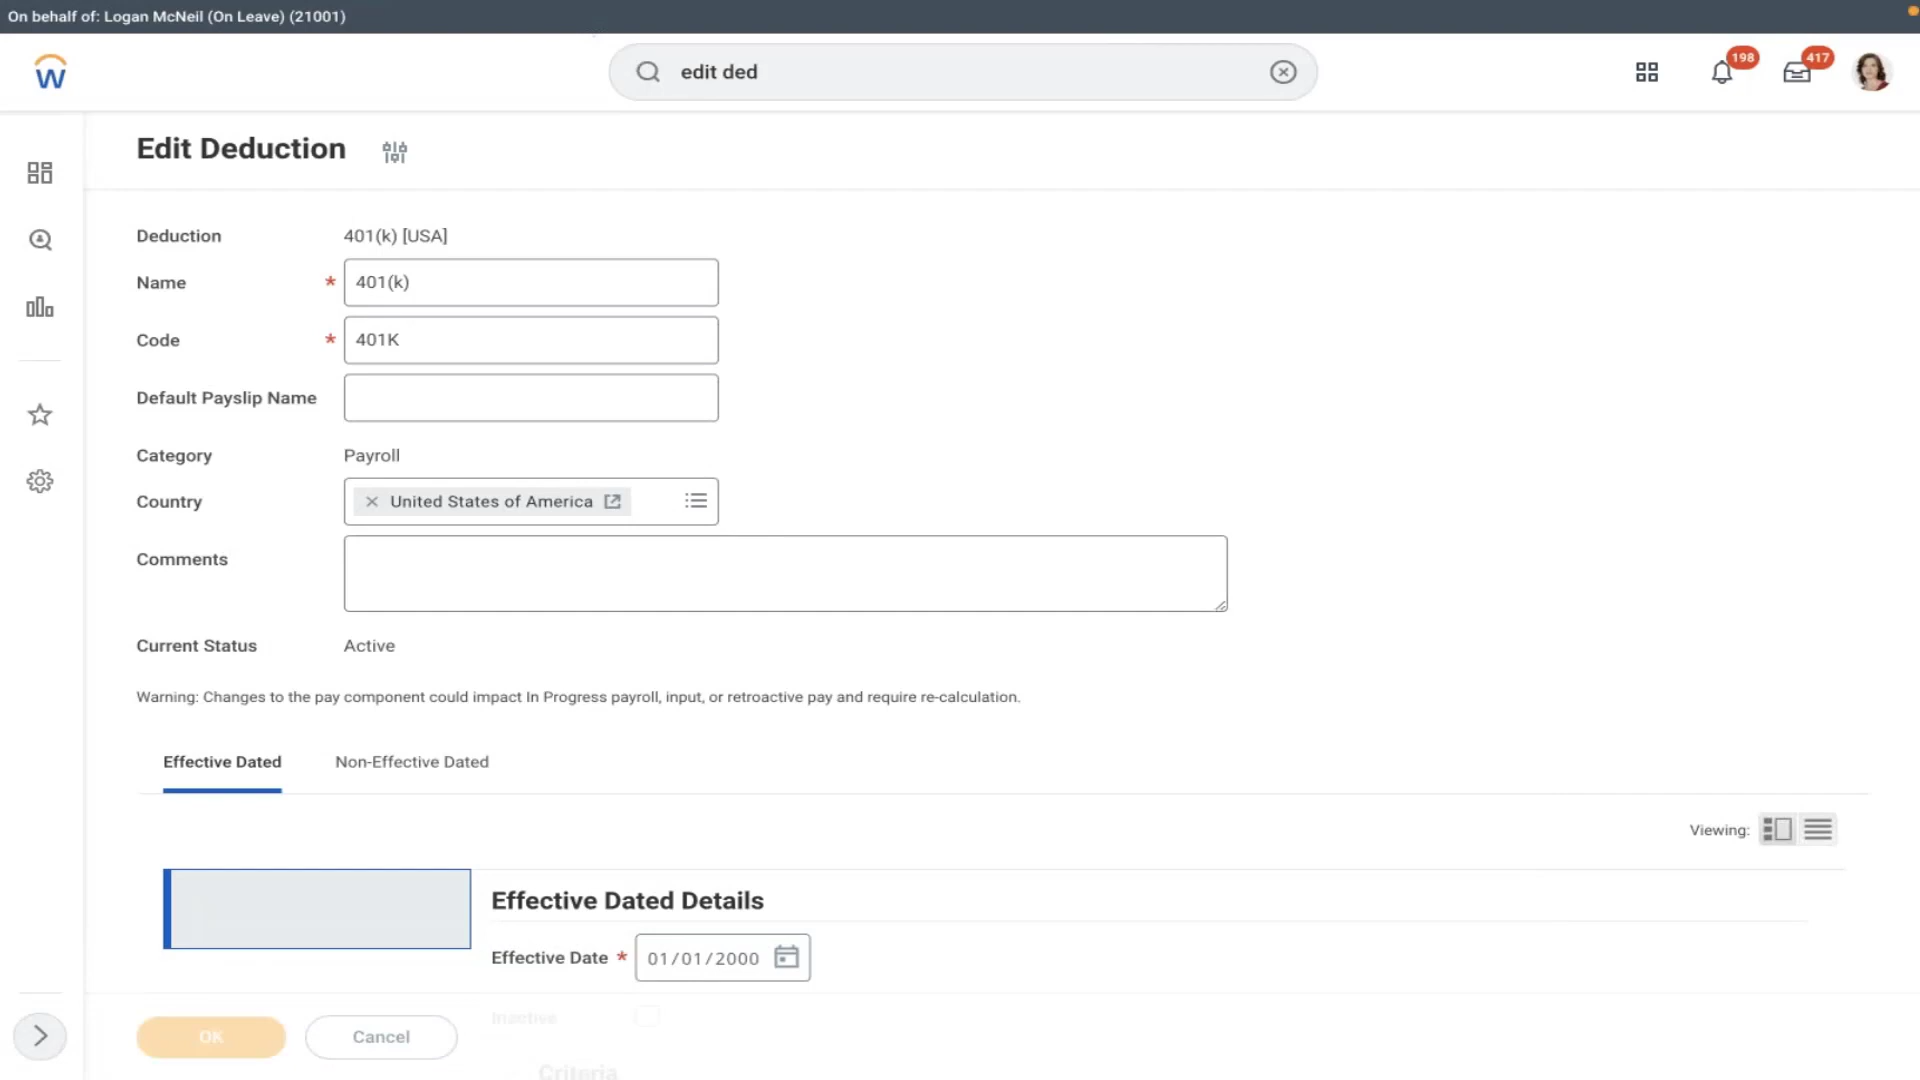 On behalf of: Logan McNeil (On Leave) (21001)
W
edit ded
198
417
Edit Deduction
Deduction 401(k) [USA]
Name * 401(k)
Code * 401K
Default Payslip Name
Category Payroll
Country United States of America
Comments
Current Status Active
Warning: Changes to the pay component could impact In Progress payroll, input, or retroactive pay and require re-calculation.
Effective Dated Non-Effective Dated
Viewing:
Effective Dated Details
Effective Date * 01/01/2000
Inactive
OK Cancel
Criteria